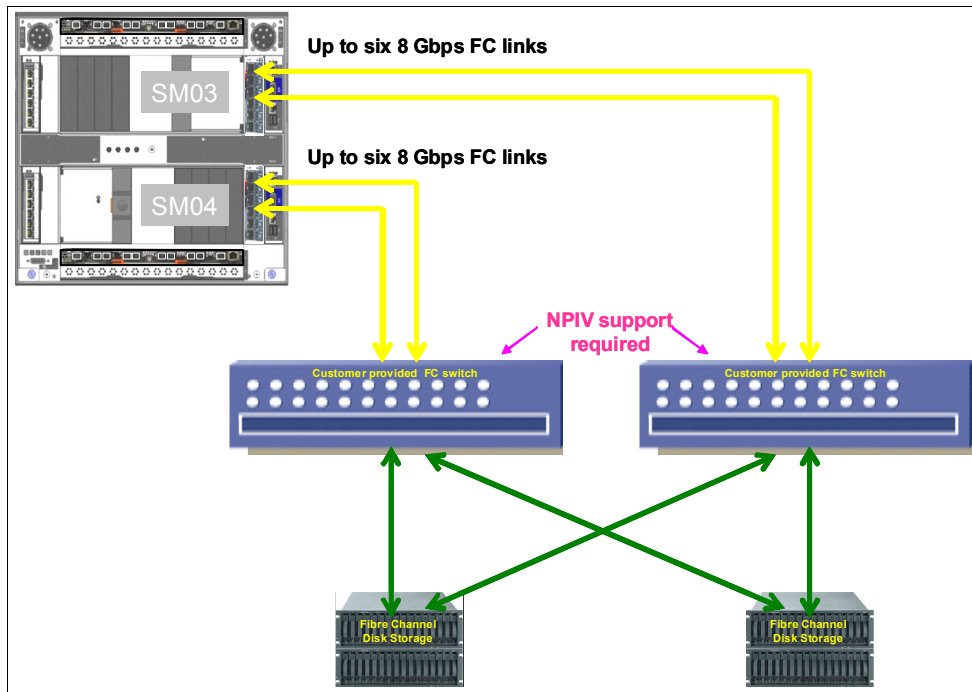 Up to six 8 Gbps FC links
SM03
Up to six 8 Gbps FC links
SM04
NPIV support
required
Customer provided FC switch
Customer provided FC switch
Fibre Channel
Disk Storage
Fibre Channel
Disk Storage